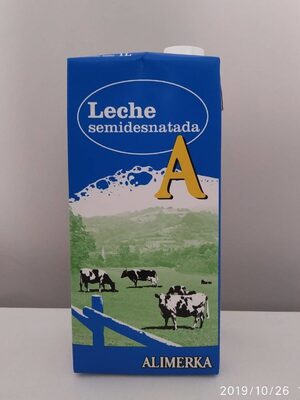 Leche
semidesnatada
A
ALIMERKA
2019/10/26